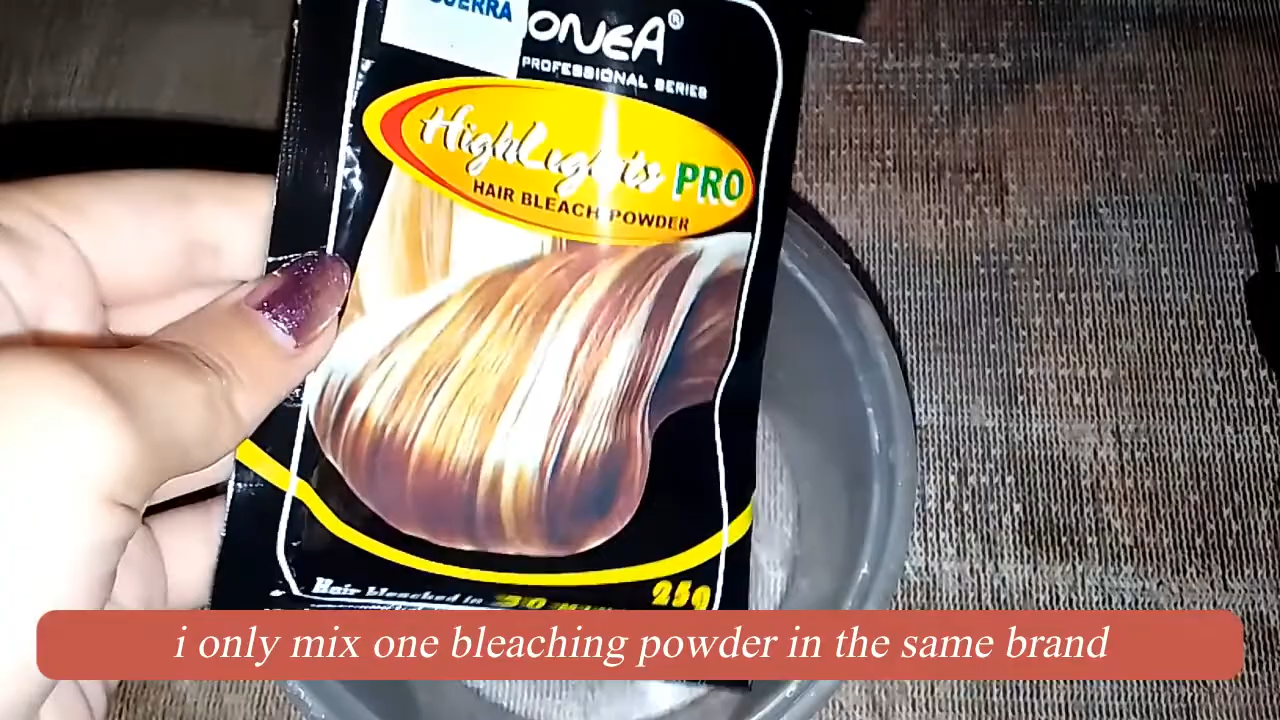 ONEA®
PROFESSIONAL SERIES
HighLights PRO
HAIR BLEACH POWDER
Hair bleached in 30
25g
i only mix one bleaching powder in the same brand